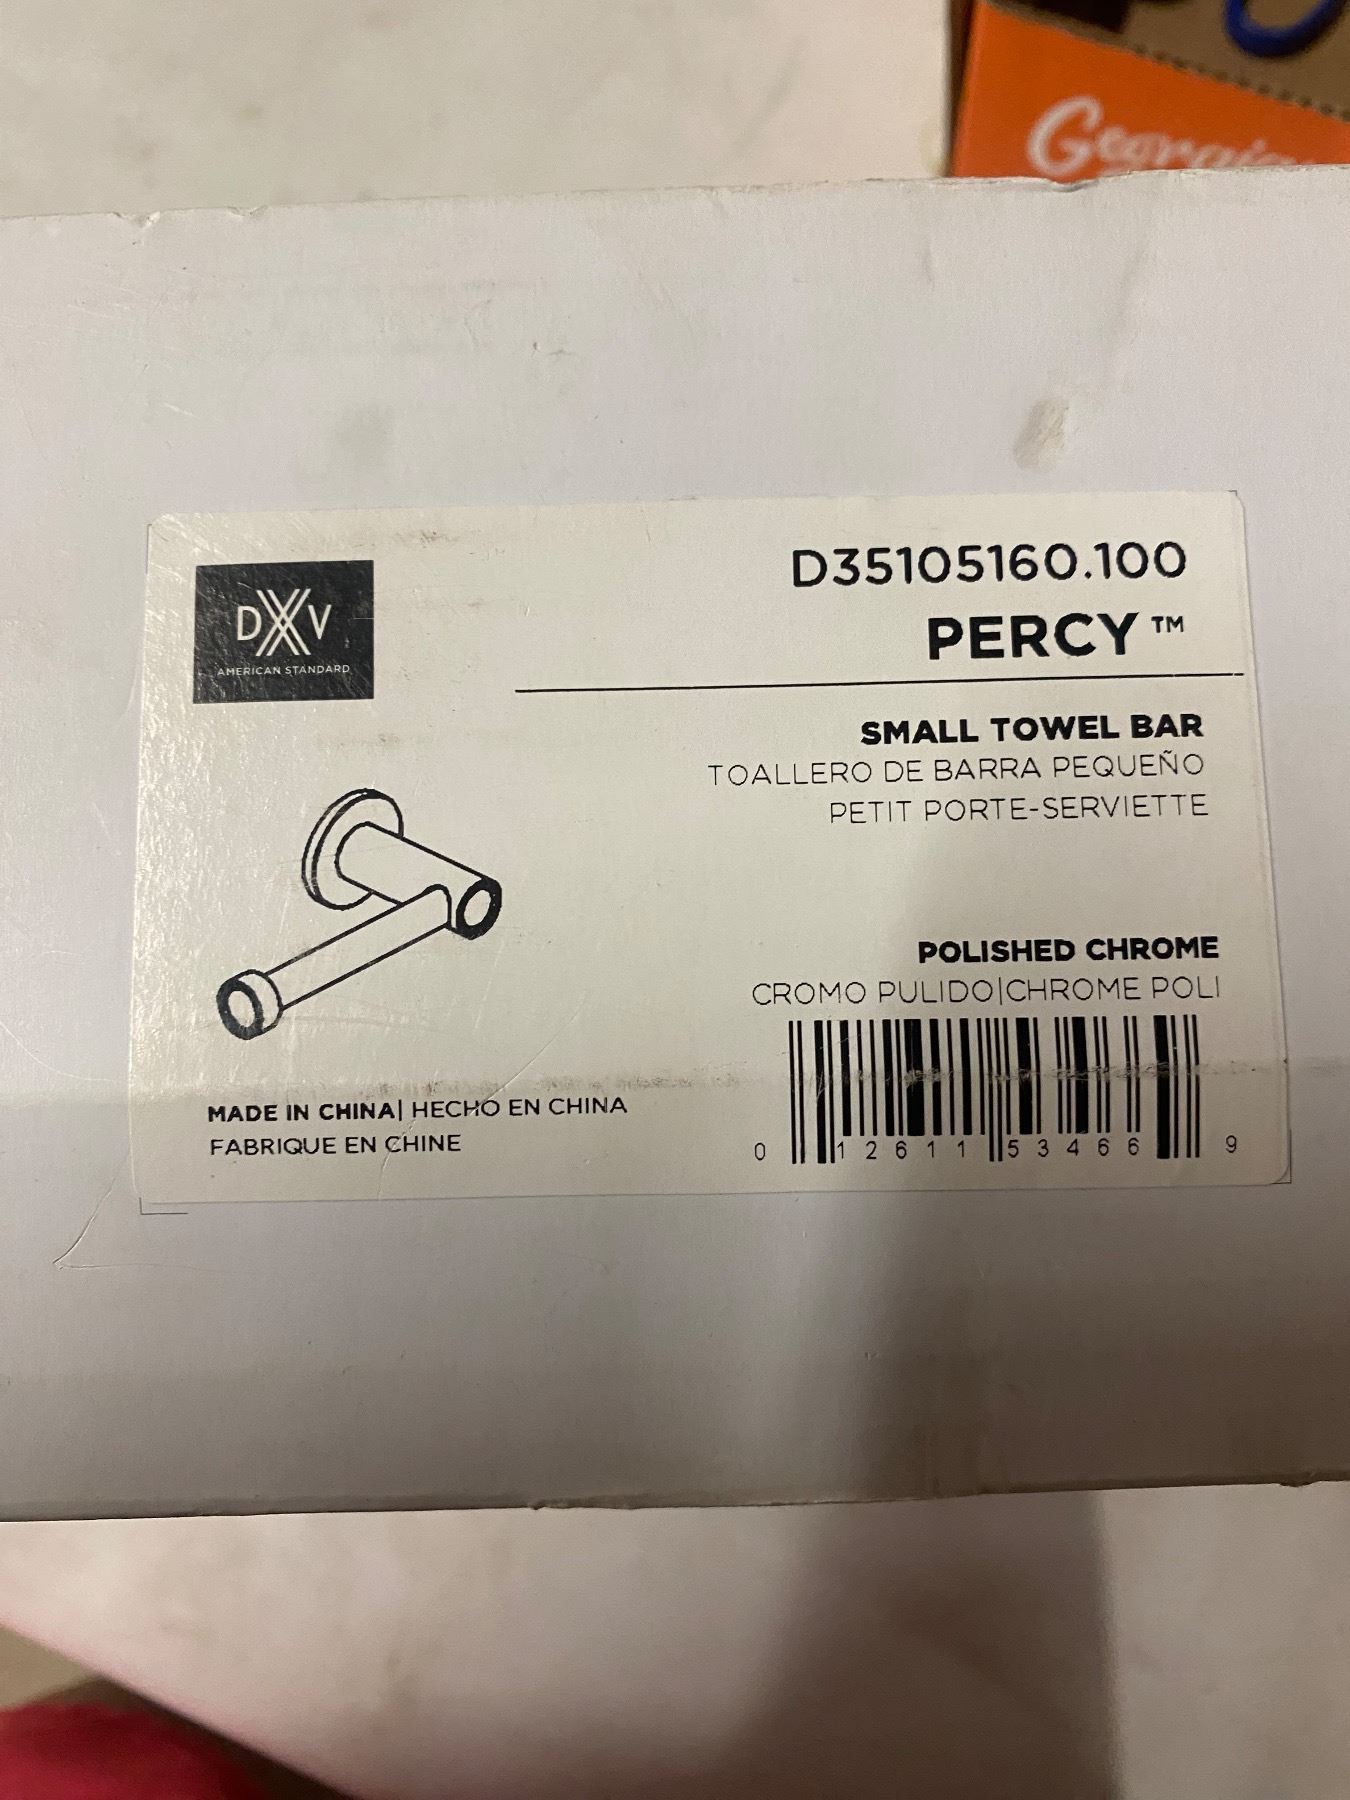 Georgia
D35105160.100
DXV
PERCY™
AMERICAN STANDARD
SMALL TOWEL BAR
TOALLERO DE BARRA PEQUEÑO
PETIT PORTE-SERVIETTE
POLISHED CHROME
CROMO PULIDO|CHROME POLI
MADE IN CHINA| HECHO EN CHINA
FABRIQUE EN CHINE
0 12611 53466 9